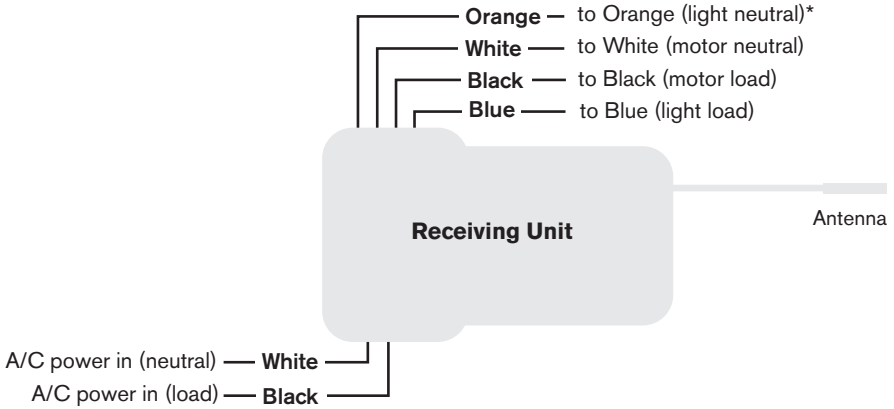 Orange to Orange (light neutral)*
White to White (motor neutral)
Black to Black (motor load)
Blue to Blue (light load)
Receiving Unit
Antenna
A/C power in (neutral) White
A/C power in (load) Black